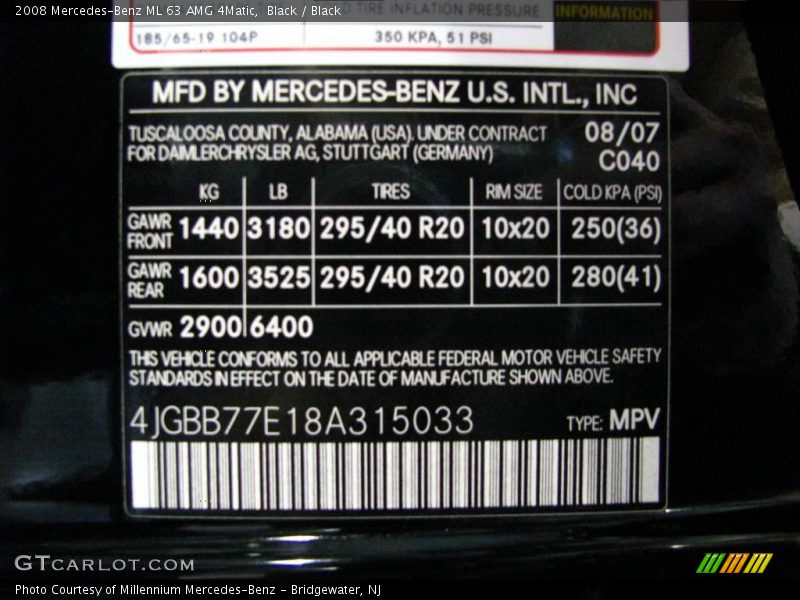 2008 Mercedes-Benz ML 63 AMG 4Matic,  Black / Black
TIRE INFLATION PRESSURE
INFORMATION
185/65-19 104P 350 KPA, 51 PSI
MFD BY MERCEDES-BENZ U.S. INTL., INC
TUSCALOOSA COUNTY, ALABAMA (USA). UNDER CONTRACT 08/07
FOR DAIMLERCHRYSLER AG, STUTTGART (GERMANY) C040
KG LB TIRES RIM SIZE COLD KPA (PSI)
GAWR FRONT 1440 3180 295/40 R20 10x20 250(36)
GAWR REAR 1600 3525 295/40 R20 10x20 280(41)
GVWR 2900 6400
THIS VEHICLE CONFORMS TO ALL APPLICABLE FEDERAL MOTOR VEHICLE SAFETY
STANDARDS IN EFFECT ON THE DATE OF MANUFACTURE SHOWN ABOVE.
4JGBB77E18A315033 TYPE: MPV
GTCARLOT.COM
Photo Courtesy of Millennium Mercedes-Benz - Bridgewater, NJ